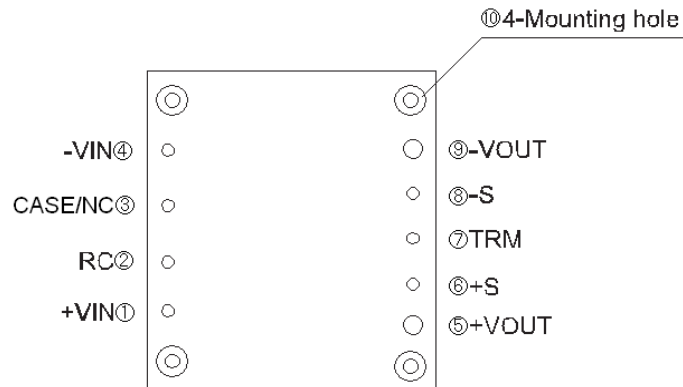 ⑩4-Mounting hole
-VIN④
⑨-VOUT
⑧-S
CASE/NC③
⑦TRM
RC②
⑥+S
+VIN①
⑤+VOUT